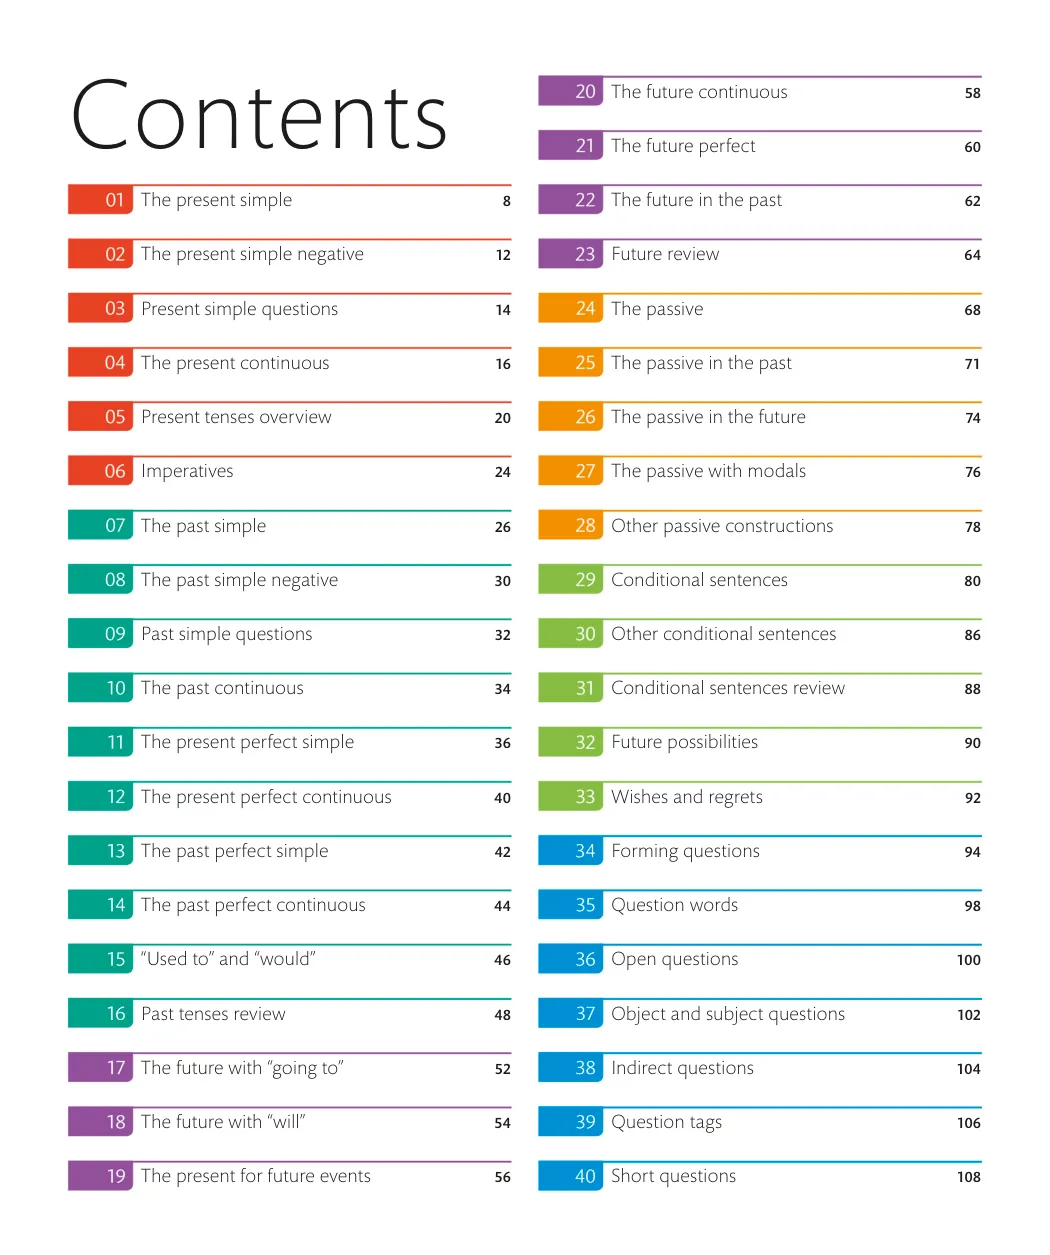 Contents
01 The present simple 8
02 The present simple negative 12
03 Present simple questions 14
04 The present continuous 16
05 Present tenses overview 20
06 Imperatives 24
07 The past simple 26
08 The past simple negative 30
09 Past simple questions 32
10 The past continuous 34
11 The present perfect simple 36
12 The present perfect continuous 40
13 The past perfect simple 42
14 The past perfect continuous 44
15 “Used to” and “would” 46
16 Past tenses review 48
17 The future with “going to” 52
18 The future with “will” 54
19 The present for future events 56
20 The future continuous 58
21 The future perfect 60
22 The future in the past 62
23 Future review 64
24 The passive 68
25 The passive in the past 71
26 The passive in the future 74
27 The passive with modals 76
28 Other passive constructions 78
29 Conditional sentences 80
30 Other conditional sentences 86
31 Conditional sentences review 88
32 Future possibilities 90
33 Wishes and regrets 92
34 Forming questions 94
35 Question words 98
36 Open questions 100
37 Object and subject questions 102
38 Indirect questions 104
39 Question tags 106
40 Short questions 108